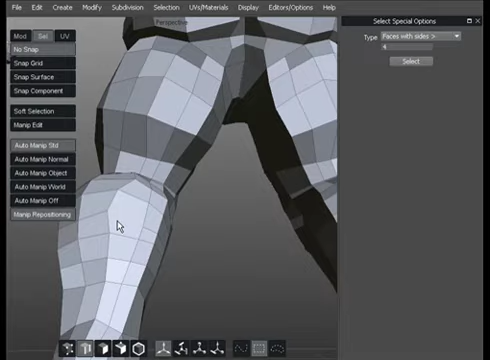 File Edit Create Modify Subdivision Selection UVs/Materials Display Editors/Options Help
Perspective
Select Special Options
Mod Sel UV
Type Faces with sides >
4
Select
No Snap
Snap Grid
Snap Surface
Snap Component
Soft Selection
Manip Edit
Auto Manip Std
Auto Manip Normal
Auto Manip Object
Auto Manip World
Auto Manip Off
Manip Repositioning